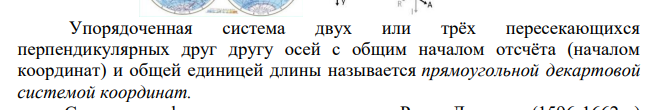 Упорядоченная система двух или трёх пересекающихся
перпендикулярных друг другу осей с общим началом отсчёта (началом
координат) и общей единицей длины называется прямоугольной декартовой
системой координат.